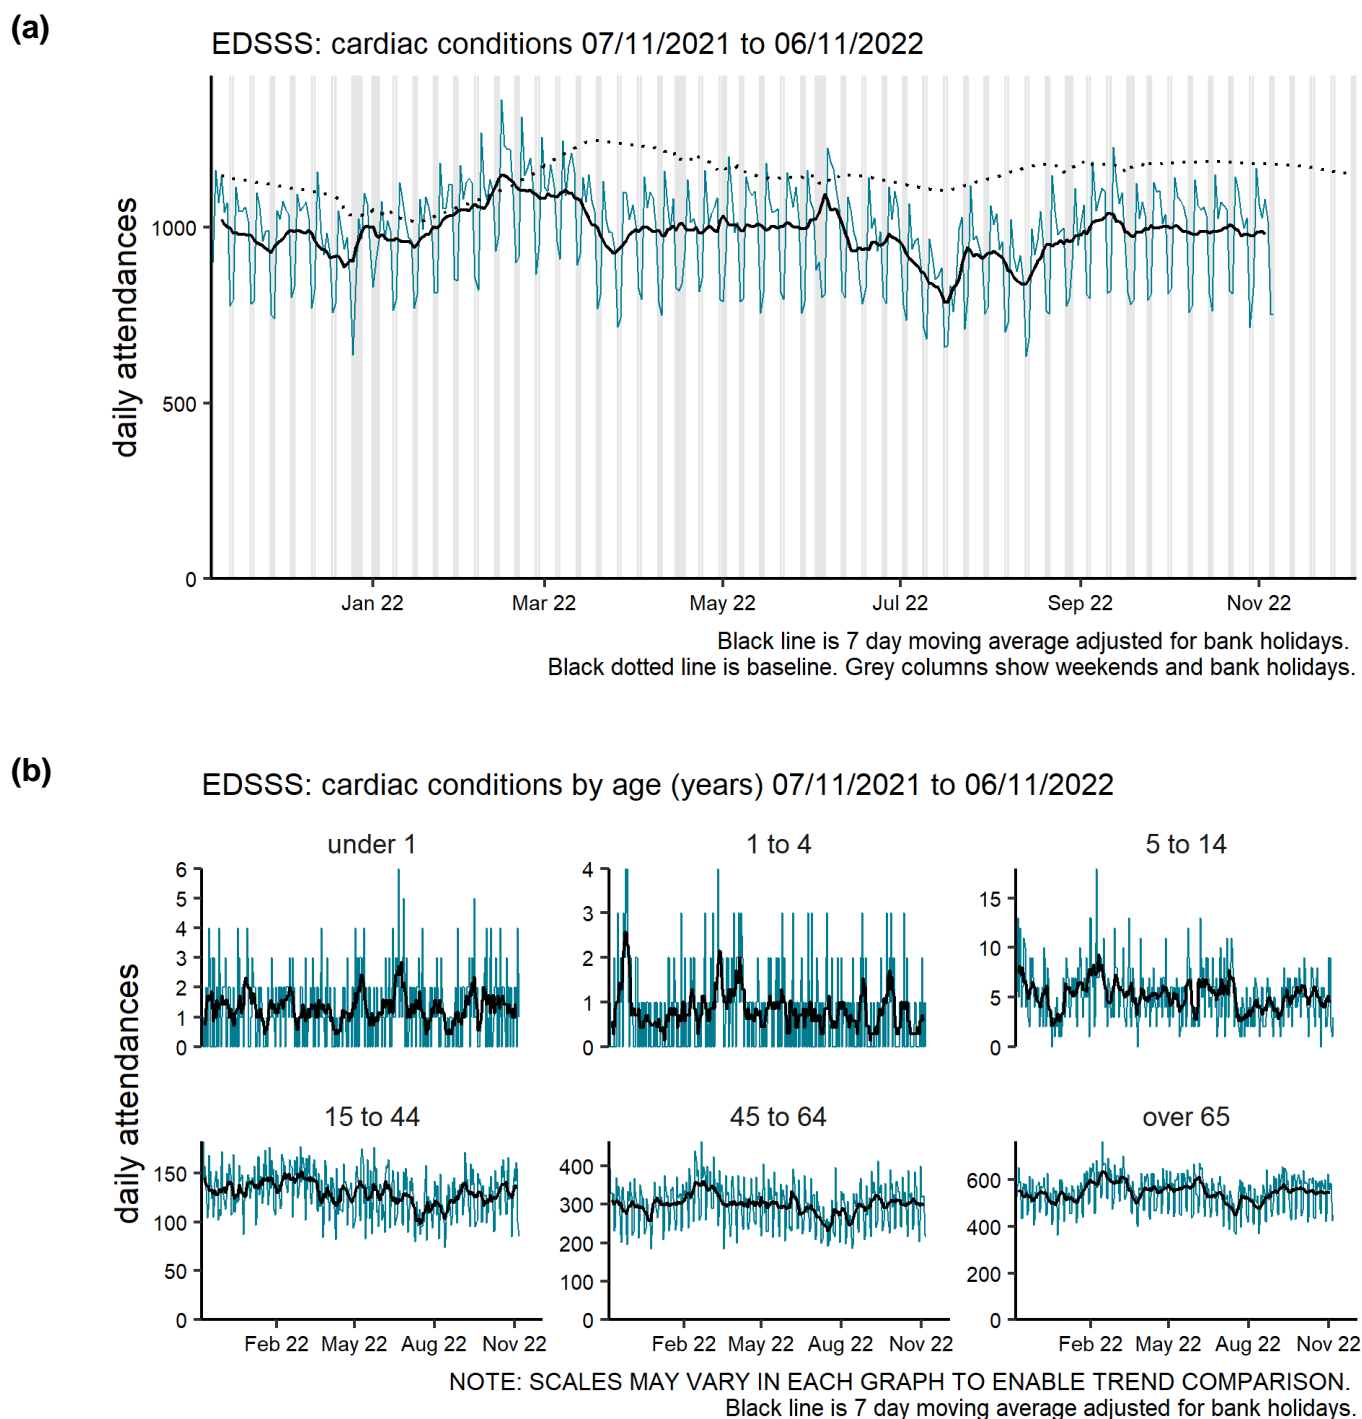 (a)
EDSSS: cardiac conditions 07/11/2021 to 06/11/2022
daily attendances
1000
500
0
Jan 22 Mar 22 May 22 Jul 22 Sep 22 Nov 22
Black line is 7 day moving average adjusted for bank holidays.
Black dotted line is baseline. Grey columns show weekends and bank holidays.
(b)
EDSSS: cardiac conditions by age (years) 07/11/2021 to 06/11/2022
daily attendances
under 1
6
5
4
3
2
1
0
1 to 4
4
3
2
1
0
5 to 14
15
10
5
0
15 to 44
150
100
50
0
Feb 22 May 22 Aug 22 Nov 22
45 to 64
400
300
200
100
0
Feb 22 May 22 Aug 22 Nov 22
over 65
600
400
200
0
Feb 22 May 22 Aug 22 Nov 22
NOTE: SCALES MAY VARY IN EACH GRAPH TO ENABLE TREND COMPARISON.
Black line is 7 day moving average adjusted for bank holidays.